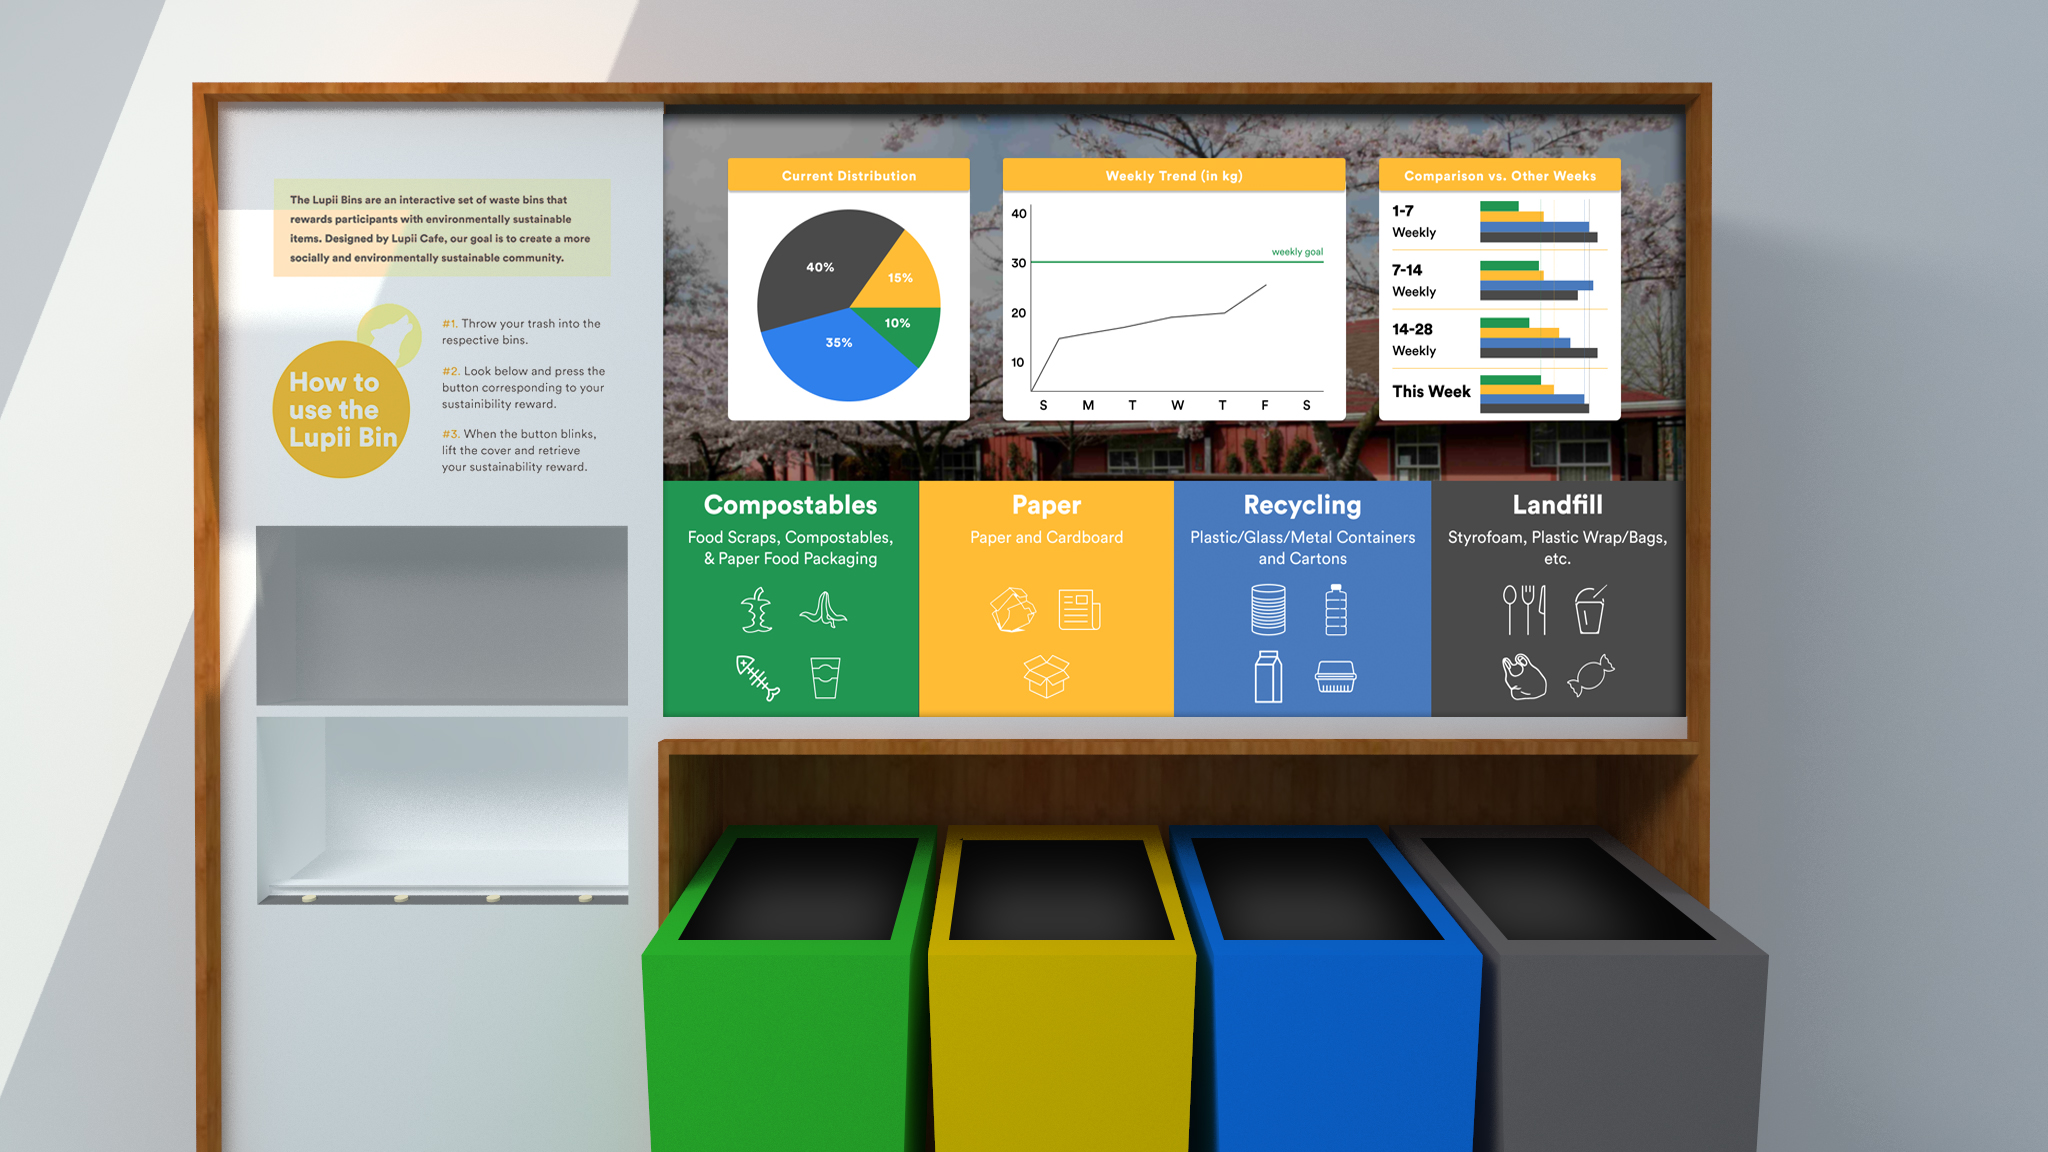 The Lupii Bins are an interactive set of waste bins that
rewards participants with environmentally sustainable
items. Designed by Lupii Cafe, our goal is to create a more
socially and environmentally sustainable community.
How to
use the
Lupii Bin
#1. Throw your trash into the
respective bins.
#2. Look below and press the
button corresponding to your
sustainibility reward.
#3. When the button blinks,
lift the cover and retrieve
your sustainability reward.
Current Distribution
40%
15%
10%
35%
Weekly Trend (in kg)
40
30
20
10
weekly goal
S M T W T F S
Comparison vs. Other Weeks
1-7
Weekly
7-14
Weekly
14-28
Weekly
This Week
Compostables
Food Scraps, Compostables,
& Paper Food Packaging
Paper
Paper and Cardboard
Recycling
Plastic/Glass/Metal Containers
and Cartons
Landfill
Styrofoam, Plastic Wrap/Bags,
etc.